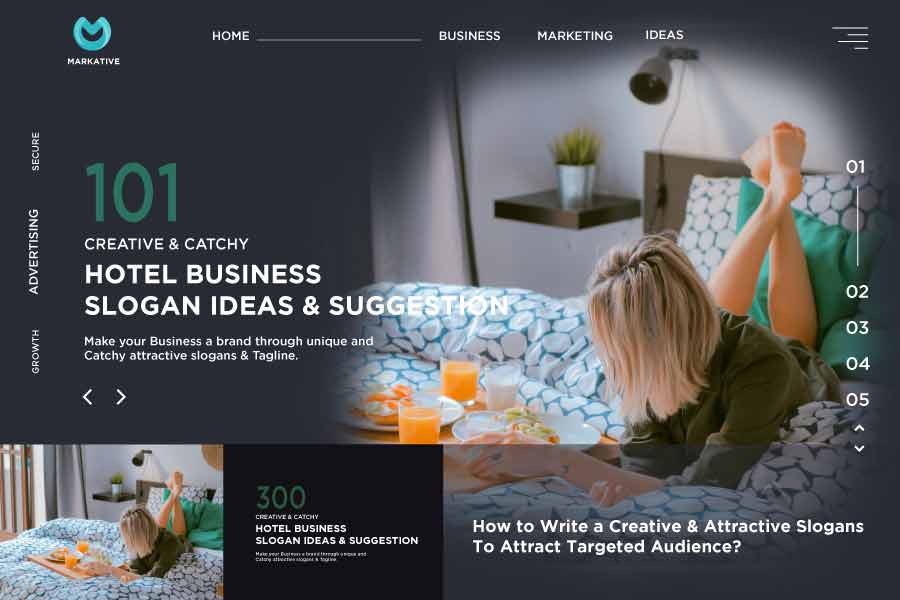 MARKATIVE
HOME
BUSINESS
MARKETING
IDEAS
SECURE
ADVERTISING
GROWTH
101
CREATIVE & CATCHY
HOTEL BUSINESS
SLOGAN IDEAS & SUGGESTION
Make your Business a brand through unique and
Catchy attractive slogans & Tagline.
01
02
03
04
05
300
CREATIVE & CATCHY
HOTEL BUSINESS
SLOGAN IDEAS & SUGGESTION
Make your Business a brand through unique and
Catchy attractive slogans & Tagline.
How to Write a Creative & Attractive Slogans
To Attract Targeted Audience?